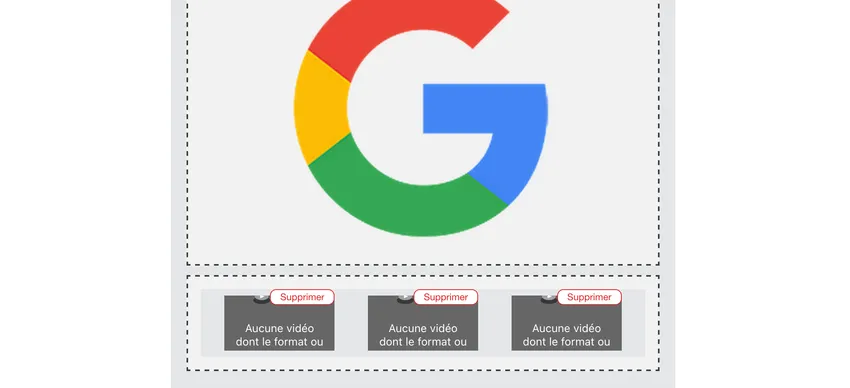 Supprimer
Supprimer
Supprimer
Aucune vidéo
dont le format ou
Aucune vidéo
dont le format ou
Aucune vidéo
dont le format ou